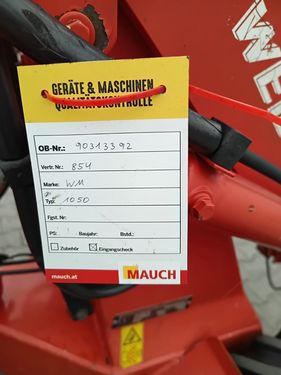 WE
GERÄTE & MASCHINEN
QUALITÄTSKONTROLLE
OB-Nr.: 90313392
Vertr. Nr.: 854
Marke: WM
Typ: 1050
Fgst. Nr.:
PS: Baujahr: Bstd.:
Zubehör Eingangscheck
mauch.at MAUCH